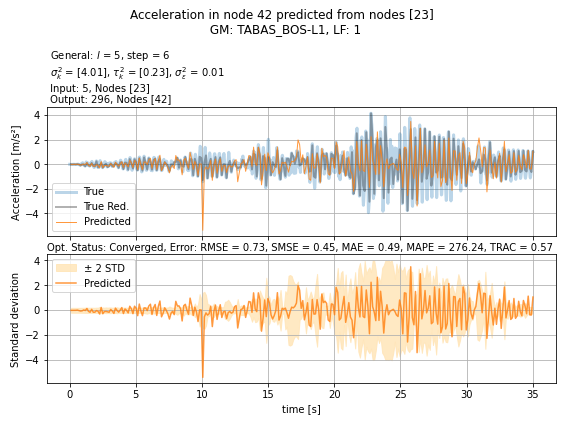 Acceleration in node 42 predicted from nodes [23]
GM: TABAS_BOS-L1, LF: 1
General: l = 5, step = 6
σ²ₖ = [4.01], τ²ₖ = [0.23], σ²ε = 0.01
Input: 5, Nodes [23]
Output: 296, Nodes [42]
Acceleration [m/s²]
4
2
0
−2
−4
True
True Red.
Predicted
Opt. Status: Converged, Error: RMSE = 0.73, SMSE = 0.45, MAE = 0.49, MAPE = 276.24, TRAC = 0.57
Standard deviation
4
2
0
−2
−4
± 2 STD
Predicted
0 5 10 15 20 25 30 35
time [s]